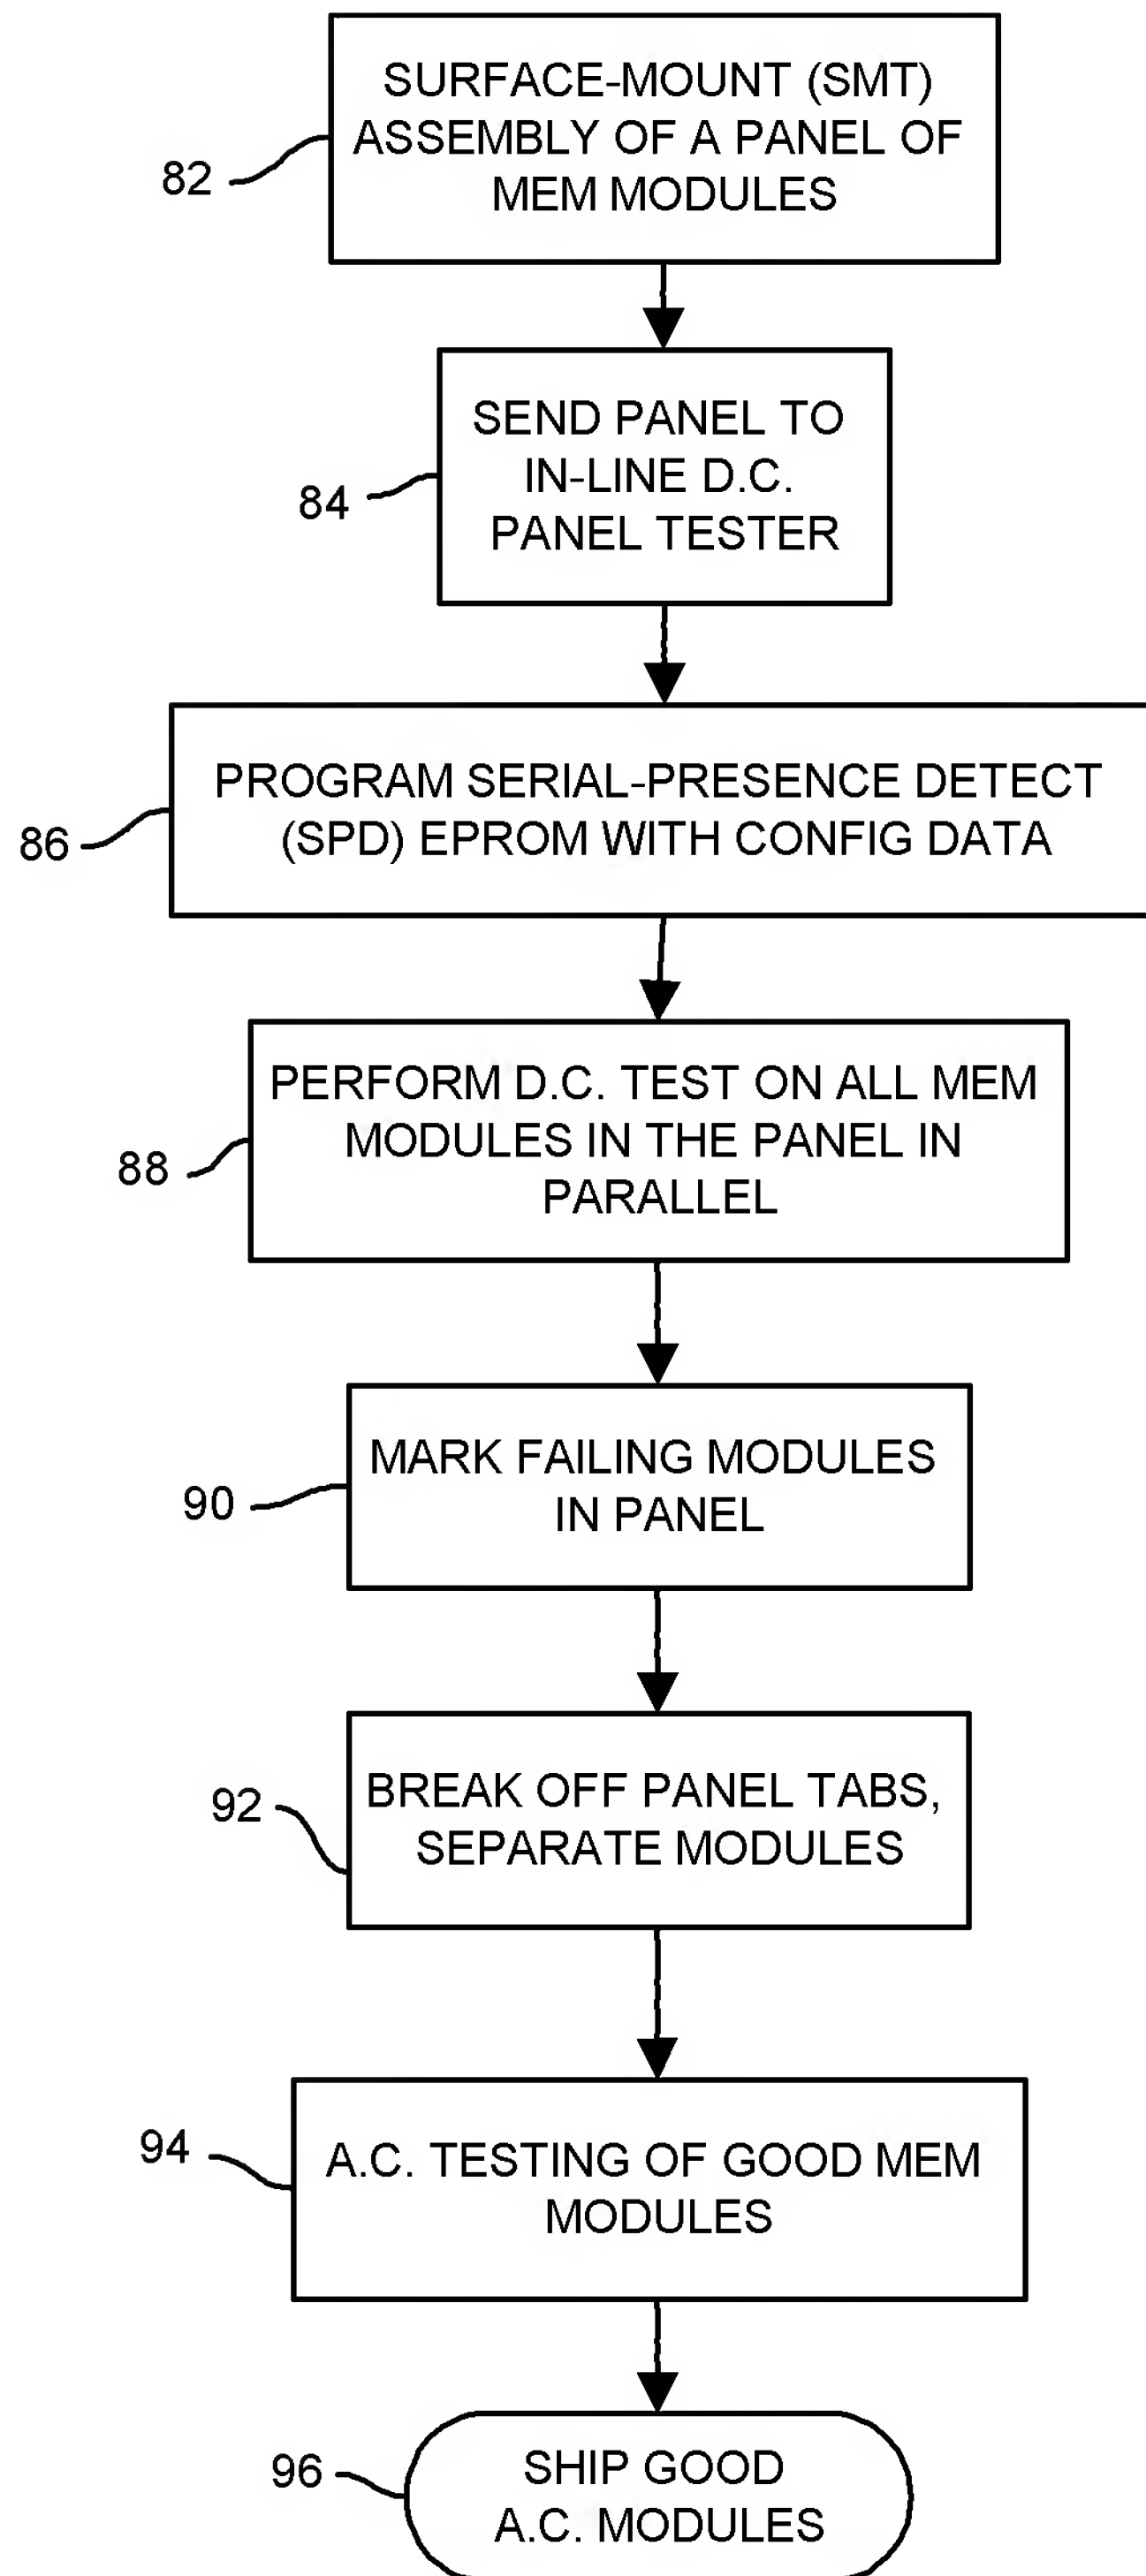 SURFACE-MOUNT (SMT)
ASSEMBLY OF A PANEL OF
MEM MODULES
82
SEND PANEL TO
IN-LINE D.C.
PANEL TESTER
84
PROGRAM SERIAL-PRESENCE DETECT
(SPD) EPROM WITH CONFIG DATA
86
PERFORM D.C. TEST ON ALL MEM
MODULES IN THE PANEL IN
PARALLEL
88
MARK FAILING MODULES
IN PANEL
90
BREAK OFF PANEL TABS,
SEPARATE MODULES
92
A.C. TESTING OF GOOD MEM
MODULES
94
SHIP GOOD
A.C. MODULES
96